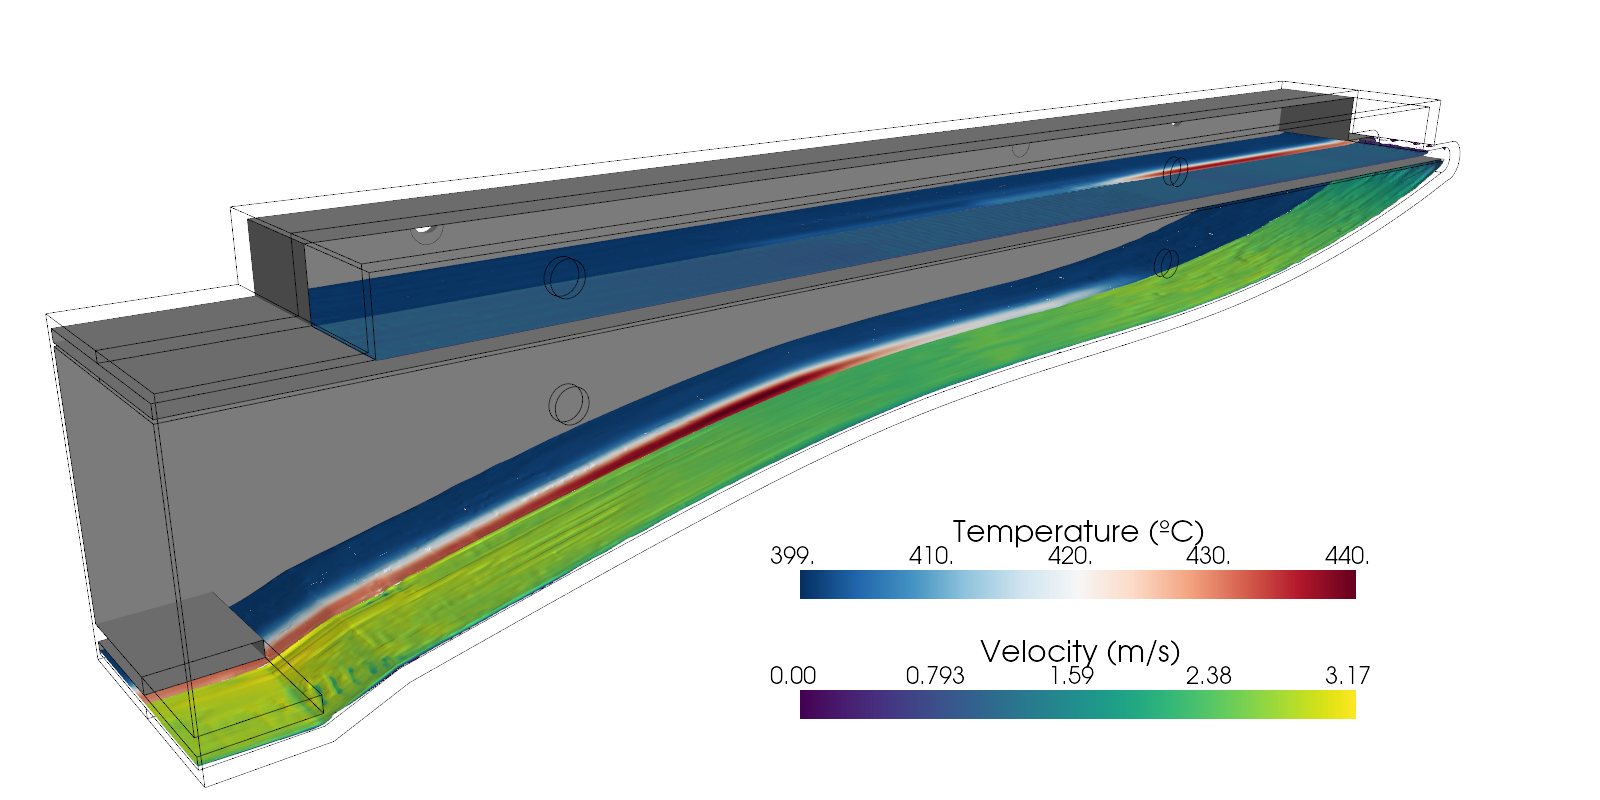 Temperature (ºC)
399. 410. 420. 430. 440.
Velocity (m/s)
0.00 0.793 1.59 2.38 3.17